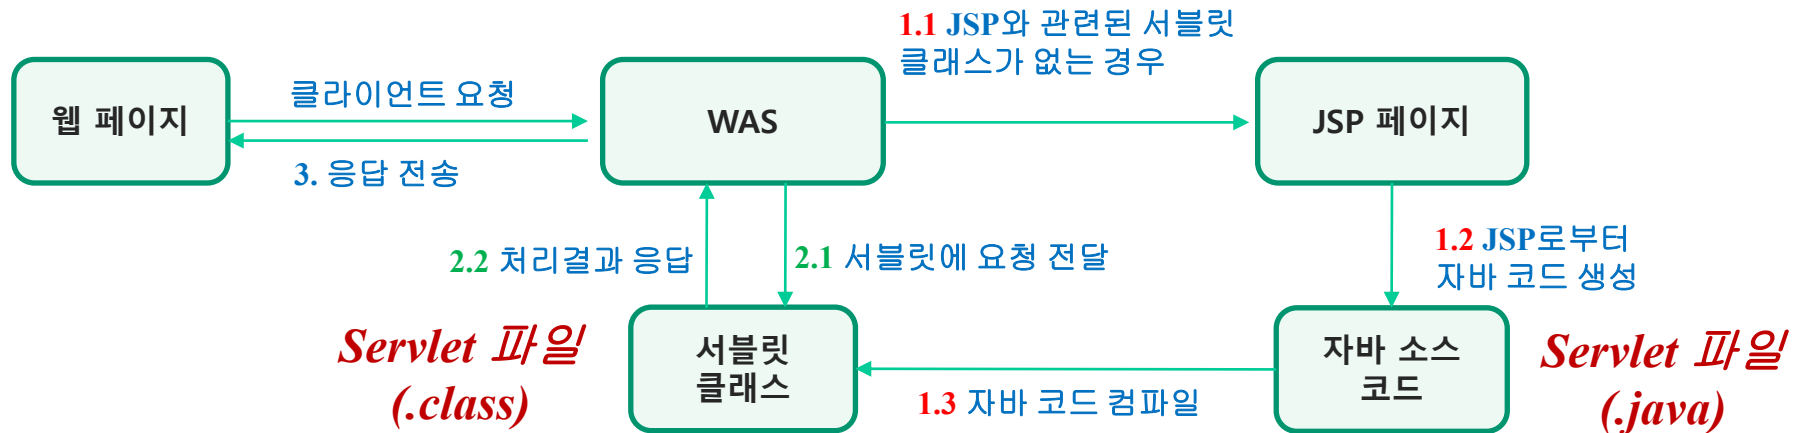 1.1 JSP와 관련된 서블릿
클래스가 없는 경우
웹 페이지
클라이언트 요청
WAS
JSP 페이지
3. 응답 전송
2.2 처리결과 응답
2.1 서블릿에 요청 전달
1.2 JSP로부터
자바 코드 생성
Servlet 파일
(.class)
서블릿
클래스
1.3 자바 코드 컴파일
자바 소스
코드
Servlet 파일
(.java)